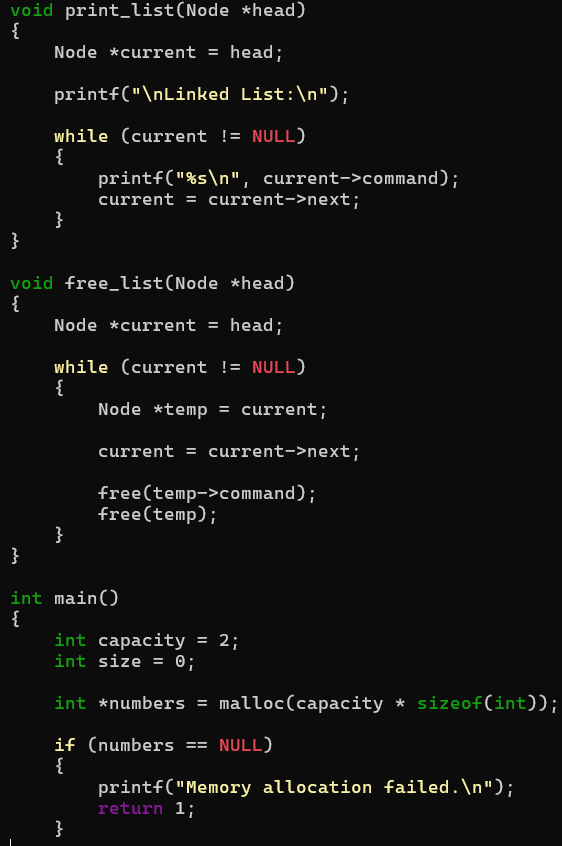 void print_list(Node *head)
{
    Node *current = head;

    printf("\nLinked List:\n");

    while (current != NULL)
    {
        printf("%s\n", current->command);
        current = current->next;
    }
}

void free_list(Node *head)
{
    Node *current = head;

    while (current != NULL)
    {
        Node *temp = current;

        current = current->next;

        free(temp->command);
        free(temp);
    }
}

int main()
{
    int capacity = 2;
    int size = 0;

    int *numbers = malloc(capacity * sizeof(int));

    if (numbers == NULL)
    {
        printf("Memory allocation failed.\n");
        return 1;
    }